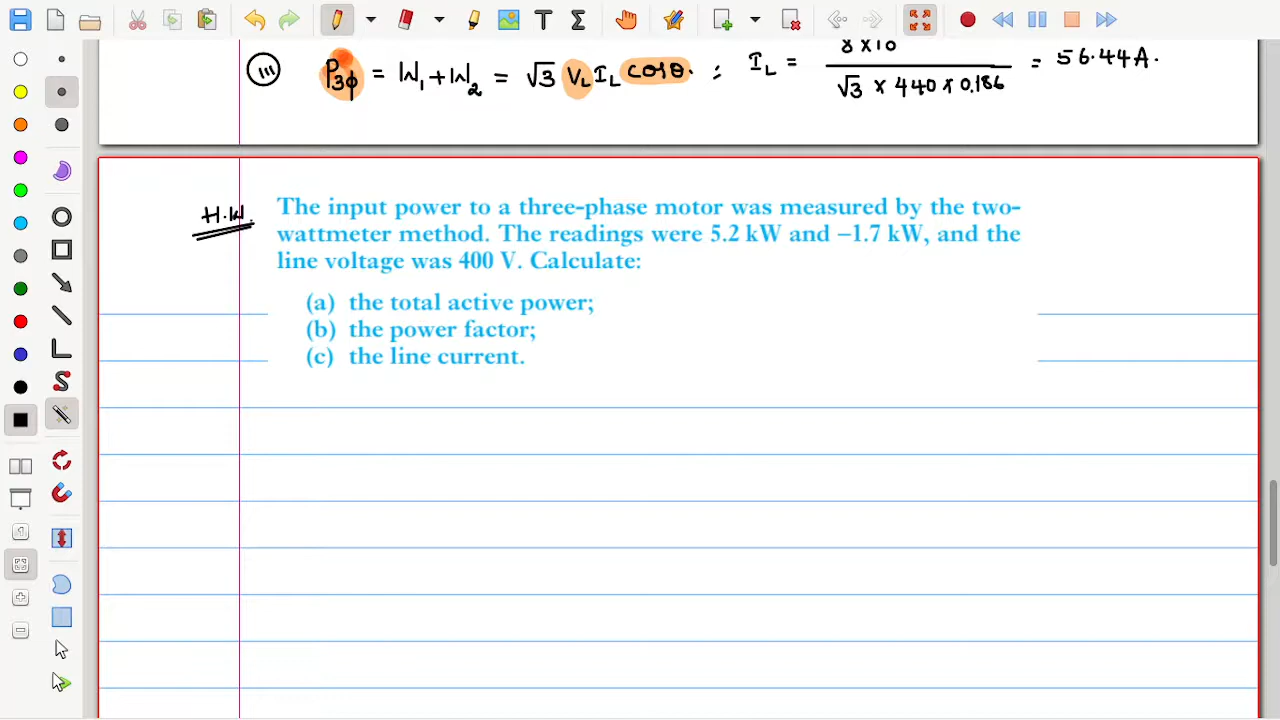 8 x 10
(iii) P3φ = W1 + W2 = √3 VL IL cosθ. ; IL = ――― = 56.44A.
√3 x 440 x 0.186
H.W. The input power to a three-phase motor was measured by the two-
wattmeter method. The readings were 5.2 kW and –1.7 kW, and the
line voltage was 400 V. Calculate:
(a) the total active power;
(b) the power factor;
(c) the line current.